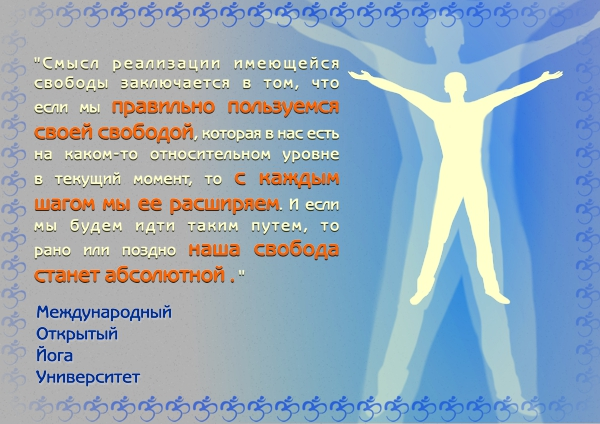 "Смысл реализации имеющейся
свободы заключается в том, что
если мы правильно пользуемся
своей свободой, которая в нас есть
на каком-то относительном уровне
в текущий момент, то с каждым
шагом мы ее расширяем. И если
мы будем идти таким путем, то
рано или поздно наша свобода
станет абсолютной . "
Международный
Открытый
Йога
Университет